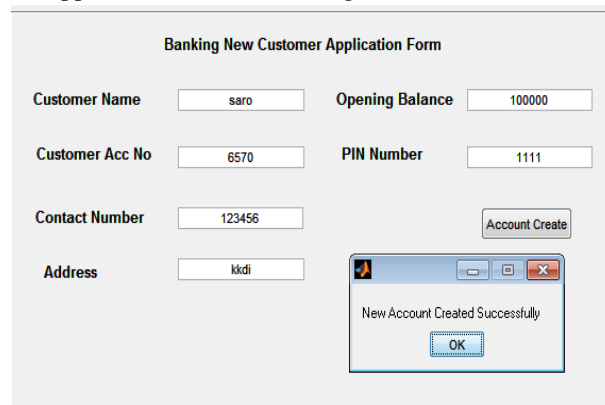 Banking New Customer Application Form
Customer Name saro Opening Balance 100000
Customer Acc No 6570 PIN Number 1111
Contact Number 123456 Account Create
Address kkdi
New Account Created Successfully
OK